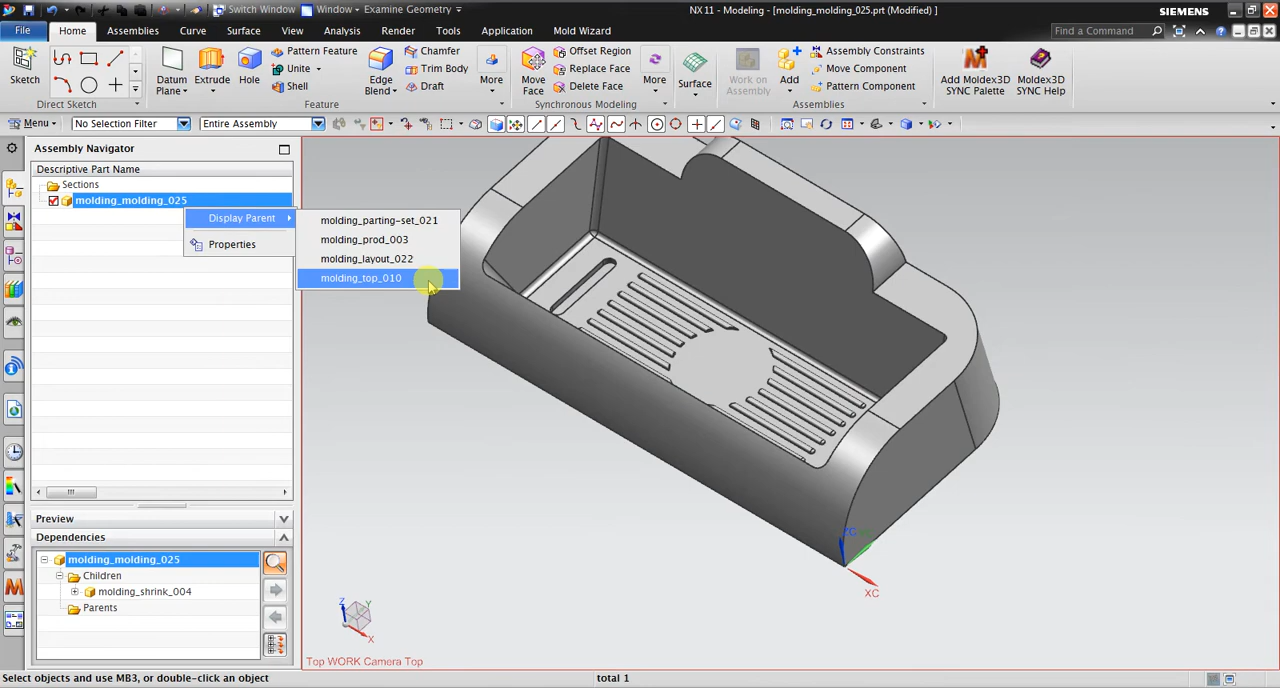 Switch Window Window Examine Geometry NX 11 - Modeling - [molding_molding_025.prt (Modified) ] SIEMENS
File Home Assemblies Curve Surface View Analysis Render Tools Application Mold Wizard Find a Command
Sketch Datum Plane Extrude Hole Pattern Feature Unite Shell Edge Blend Chamfer Trim Body Draft More Move Face Offset Region Replace Face Delete Face More Surface Work on Assembly Add Assembly Constraints Move Component Pattern Component Add Moldex3D SYNC Palette Moldex3D SYNC Help
Direct Sketch Feature Synchronous Modeling Assemblies
Menu No Selection Filter Entire Assembly
Assembly Navigator
Descriptive Part Name
Sections
molding_molding_025
Display Parent
Properties
molding_parting-set_021
molding_prod_003
molding_layout_022
molding_top_010
Preview
Dependencies
molding_molding_025
Children
molding_shrink_004
Parents
ZC
XC
Z
Y
X
Top WORK Camera Top
Select objects and use MB3, or double-click an object total 1